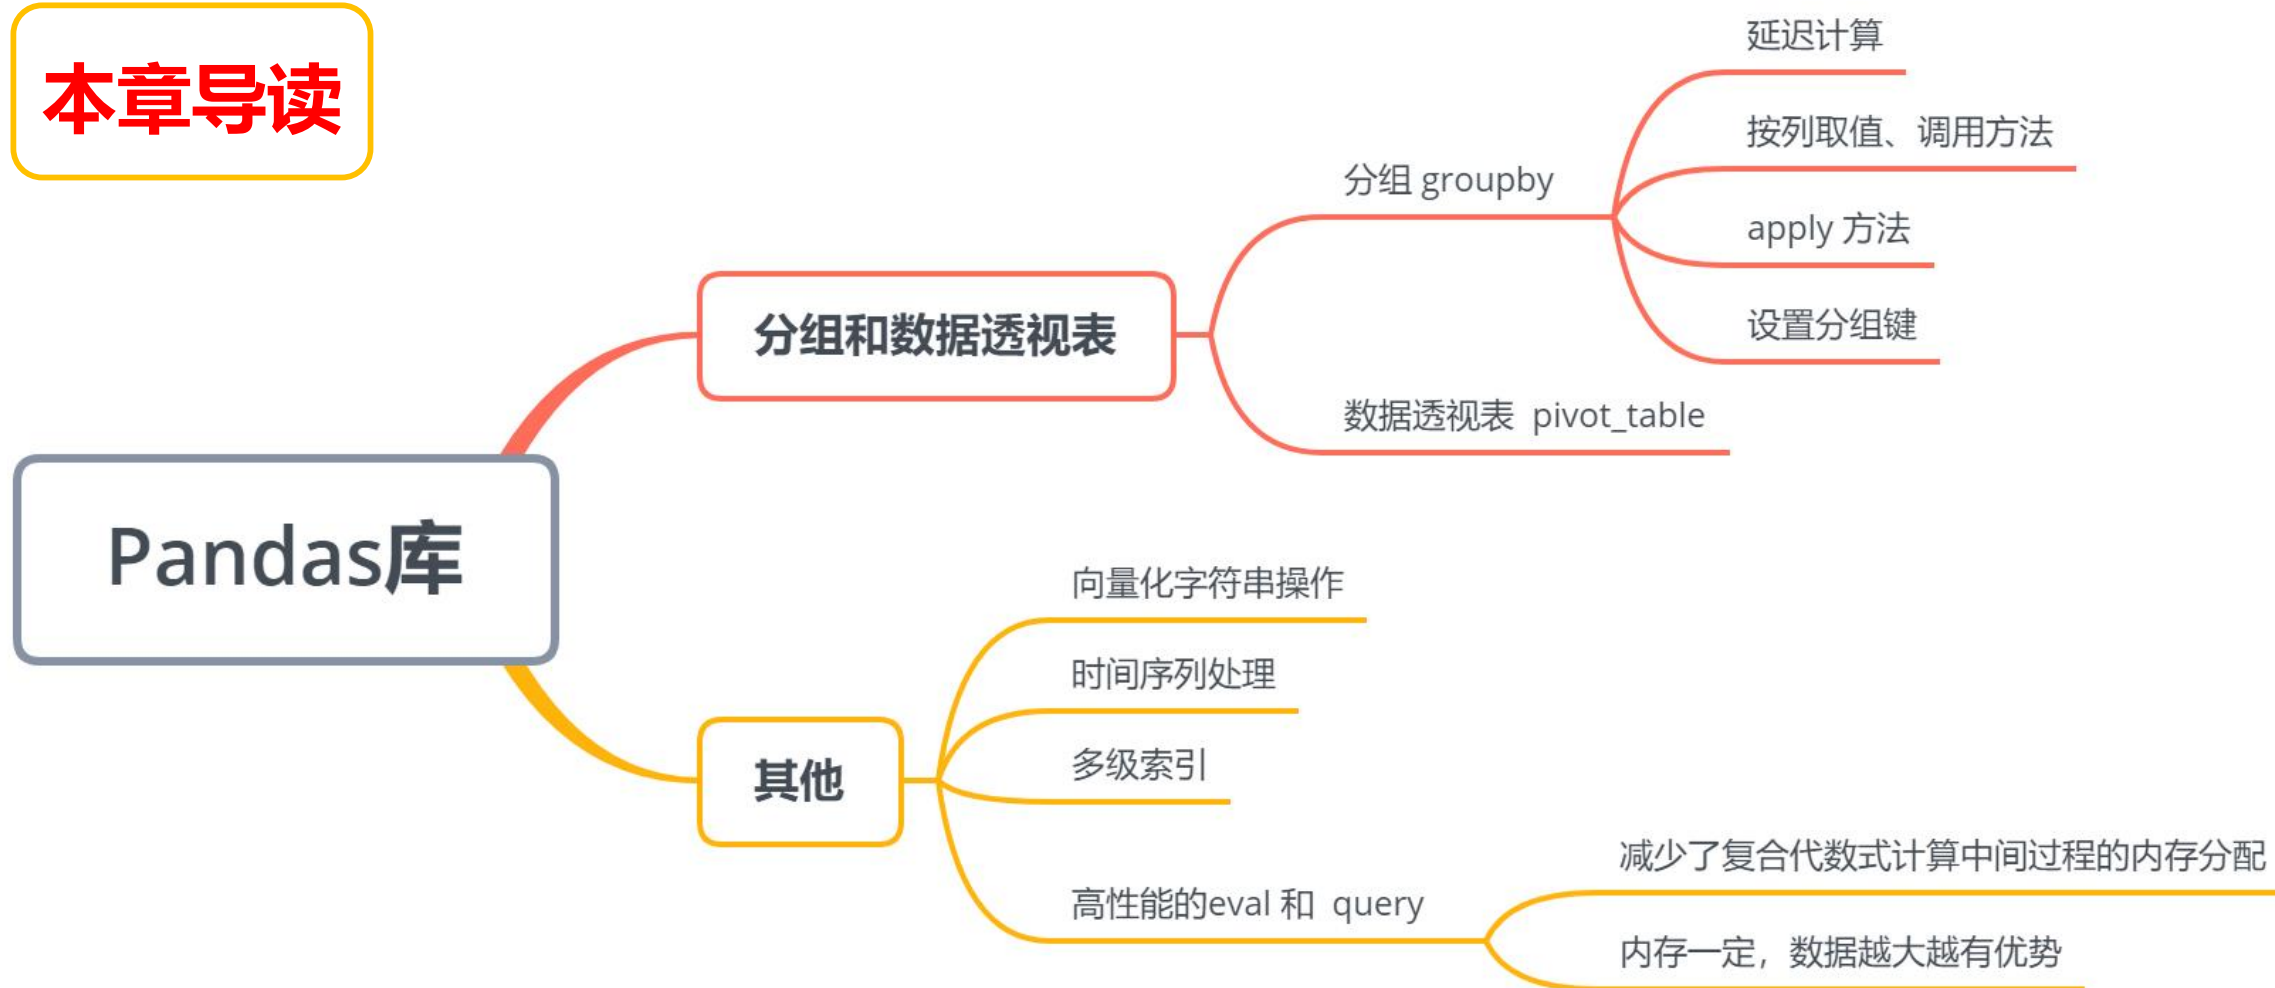 本章导读
延迟计算
按列取值、调用方法
分组 groupby
apply 方法
设置分组键
分组和数据透视表
数据透视表 pivot_table
Pandas库
向量化字符串操作
时间序列处理
多级索引
其他
高性能的eval 和 query
减少了复合代数式计算中间过程的内存分配
内存一定，数据越大越有优势